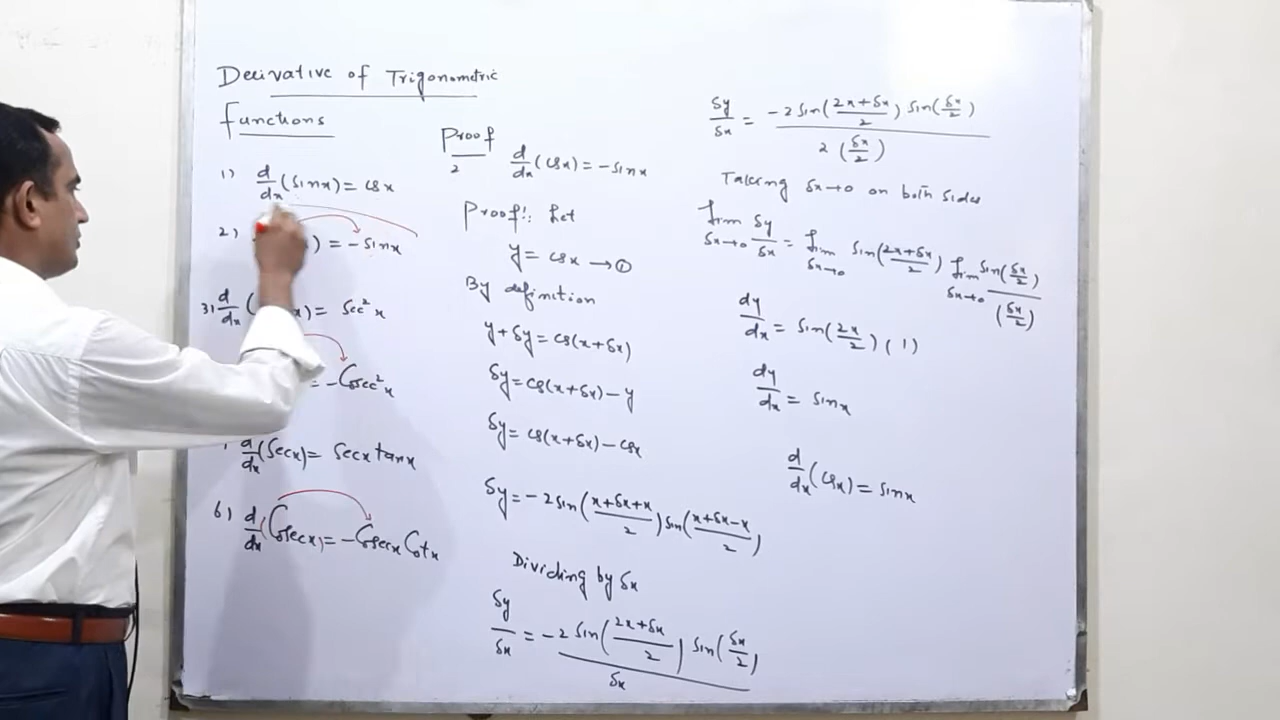 Derivative of Trigonometric
Functions
1) d/dx (sinx) = cosx
2) ) = -sinx
3) d/dx ( x) = Sec²x
= -Cosec²x
d/dx (Secx) = Secx tanx
6) d/dx (Cosecx) = -Cosecx Cotx
Proof
2 d/dx (cosx) = -sinx
Proof:. Let
y = cosx → ①
By definition
y+δy = cos(x+δx)
δy = cos(x+δx) - y
δy = cos(x+δx) - cosx
δy = -2 sin((x+δx+x)/2) sin((x+δx-x)/2)
Dividing by δx
δy/δx = -2 sin((2x+δx)/2) sin(δx/2) / δx
δy/δx = -2 sin((2x+δx)/2) sin(δx/2) / 2(δx/2)
Taking δx→0 on both sides
lim δx→0 δy/δx = lim δx→0 sin((2x+δx)/2) lim δx→0 sin(δx/2) / (δx/2)
dy/dx = sin(2x/2) (1)
dy/dx = sinx
d/dx (cosx) = sinx